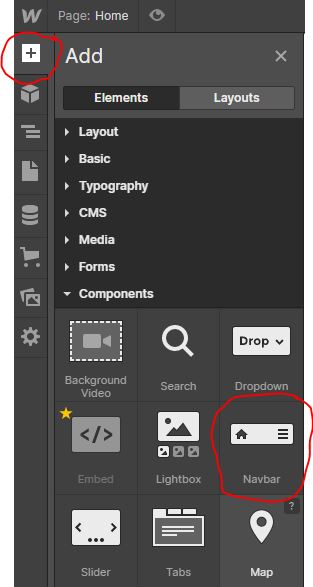 Page: Home
Add
Elements
Layouts
Layout
Basic
Typography
CMS
Media
Forms
Components
Background
Video
Search
Drop
Dropdown
</>
Embed
Lightbox
Navbar
Slider
Tabs
?
Map